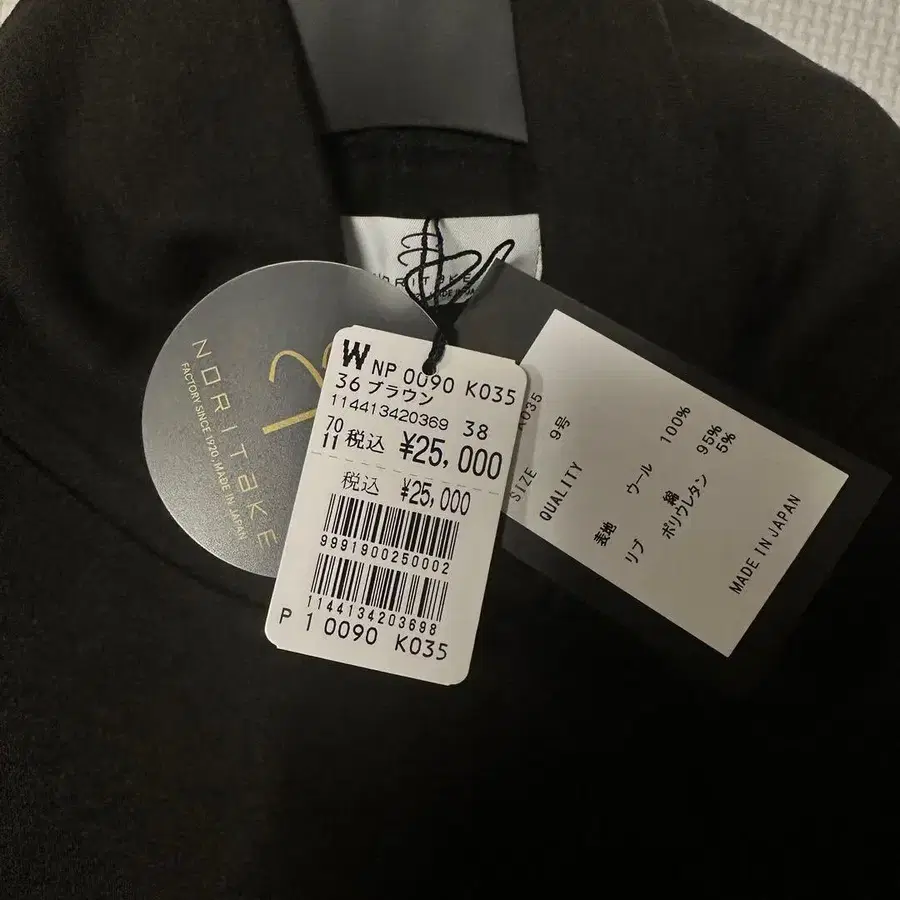 NORITaKE
FACTORY SINCE 1920, MADE IN JAPAN
W NP 0090 K035
36 ブラウン
114413420369 38
70
11 税込 ¥25,000
税込 ¥25,000
9991900250002
1144134203698
P 1 0090 K035
SIZE 9号
QUALITY
表地 ウール 100%
リブ 綿 95%
ポリウレタン 5%
MADE IN JAPAN